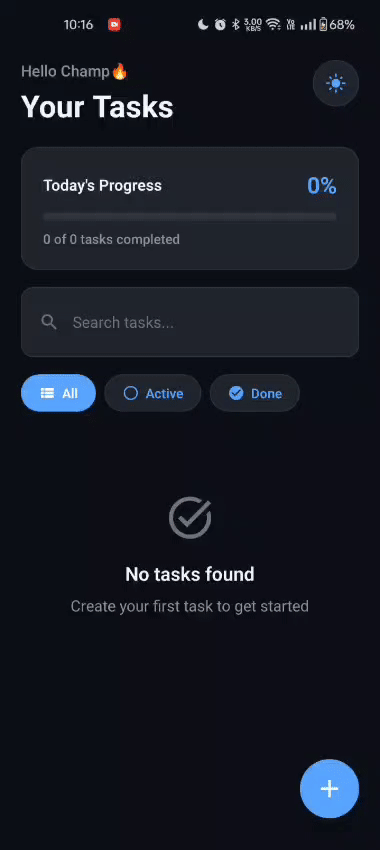 10:16 3.00 KB/S 68%
Hello Champ🔥
Your Tasks
Today's Progress 0%
0 of 0 tasks completed
Search tasks...
All Active Done
No tasks found
Create your first task to get started